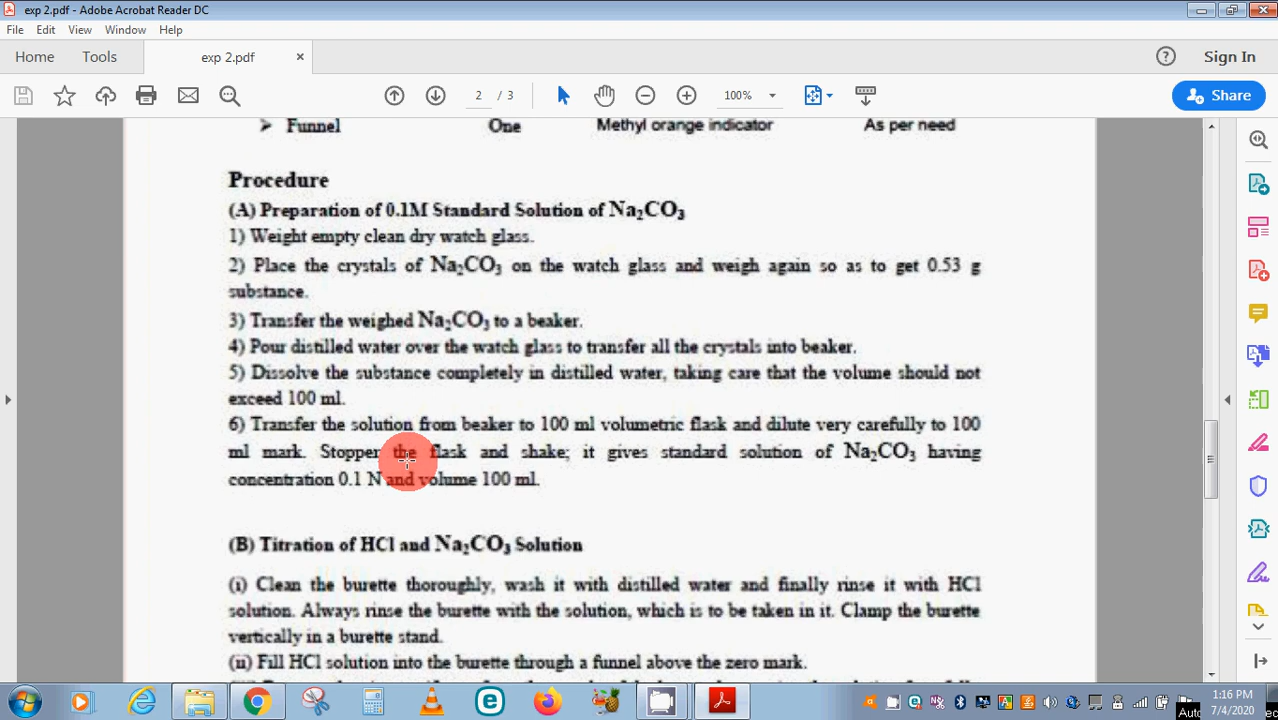 exp 2.pdf - Adobe Acrobat Reader DC
File Edit View Window Help
Home Tools exp 2.pdf × ? Sign In
2 / 3 100% Share
➤ Funnel One Methyl orange indicator As per need
Procedure
(A) Preparation of 0.1M Standard Solution of Na₂CO₃
1) Weight empty clean dry watch glass.
2) Place the crystals of Na₂CO₃ on the watch glass and weigh again so as to get 0.53 g
substance.
3) Transfer the weighed Na₂CO₃ to a beaker.
4) Pour distilled water over the watch glass to transfer all the crystals into beaker.
5) Dissolve the substance completely in distilled water, taking care that the volume should not
exceed 100 ml.
6) Transfer the solution from beaker to 100 ml volumetric flask and dilute very carefully to 100
ml mark. Stopper the flask and shake; it gives standard solution of Na₂CO₃ having
concentration 0.1 N and volume 100 ml.
(B) Titration of HCl and Na₂CO₃ Solution
(i) Clean the burette thoroughly, wash it with distilled water and finally rinse it with HCl
solution. Always rinse the burette with the solution, which is to be taken in it. Clamp the burette
vertically in a burette stand.
(ii) Fill HCl solution into the burette through a funnel above the zero mark.
1:16 PM
7/4/2020